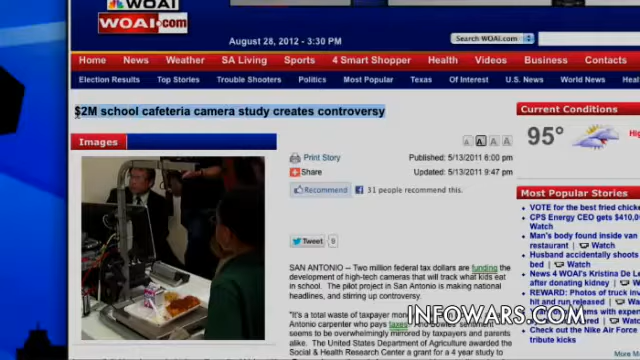 WOAI
WOAI.com
August 28, 2012 - 3:30 PM
Search WOAI.com
Home News Weather SA Living Sports 4 Smart Shopper Health Videos Business Contacts
Election Results Top Stories Trouble Shooters Politics Most Popular Texas Of Interest U.S. News World News
$2M school cafeteria camera study creates controversy
Images
A A A A
Print Story
Share
Published: 5/13/2011 6:00 pm
Updated: 5/13/2011 9:47 pm
Recommend 31 people recommend this.
Tweet 9
SAN ANTONIO -- Two million federal tax dollars are funding the
development of high-tech cameras that will track what kids eat
in school. The pilot project in San Antonio is making national
headlines, and stirring up controversy.
"It's a total waste of taxpayer money
Antonio carpenter who pays taxes. And Bowles' sentiment
seems to be overwhelmingly mirrored by taxpayers and parents
alike. The United States Department of Agriculture awarded the
Social & Health Research Center a grant for a 4 year study to
Current Conditions
95°
Most Popular Stories
VOTE for the best fried
CPS Energy CEO gets
Watch
Man's body found inside van
restaurant | Watch
Husband accidentally shoots
bed | Watch
News 4 WOAI's Kristina De
after donating kidney
REWARD: Photos of truck
hit and run released | Watch
with
Check out the Nike Air Force
tribute
INFOWARS.COM